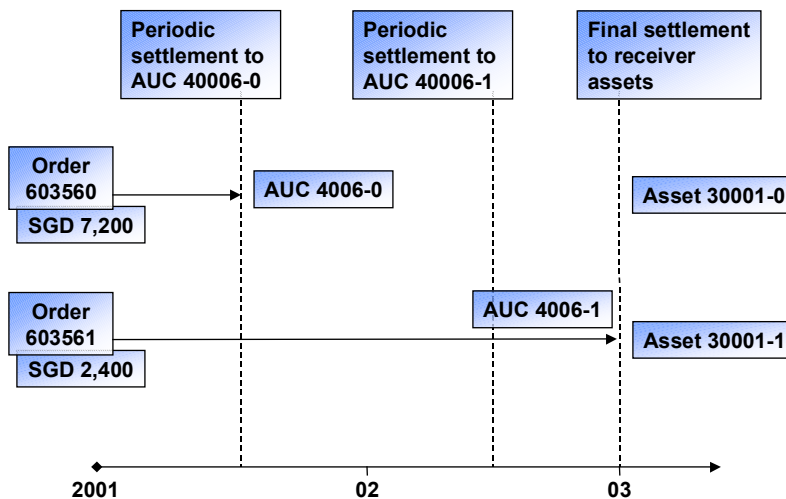 Periodic
settlement to
AUC 40006-0
Periodic
settlement to
AUC 40006-1
Final settlement
to receiver
assets
Order
603560
SGD 7,200
AUC 4006-0
Asset 30001-0
Order
603561
SGD 2,400
AUC 4006-1
Asset 30001-1
2001
02
03